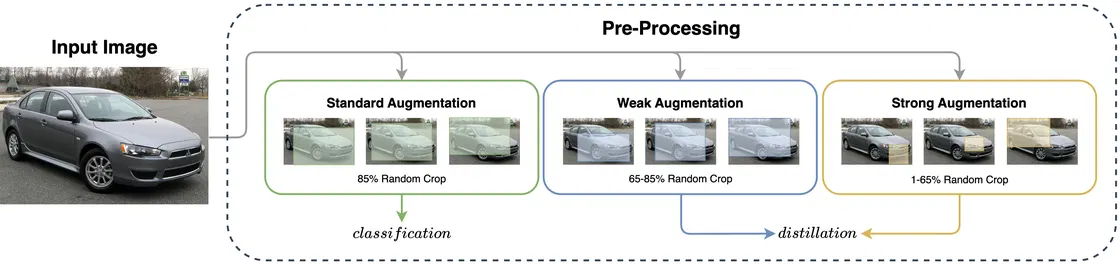 Input Image
Pre-Processing
Standard Augmentation
85% Random Crop
classification
Weak Augmentation
65-85% Random Crop
Strong Augmentation
1-65% Random Crop
distillation